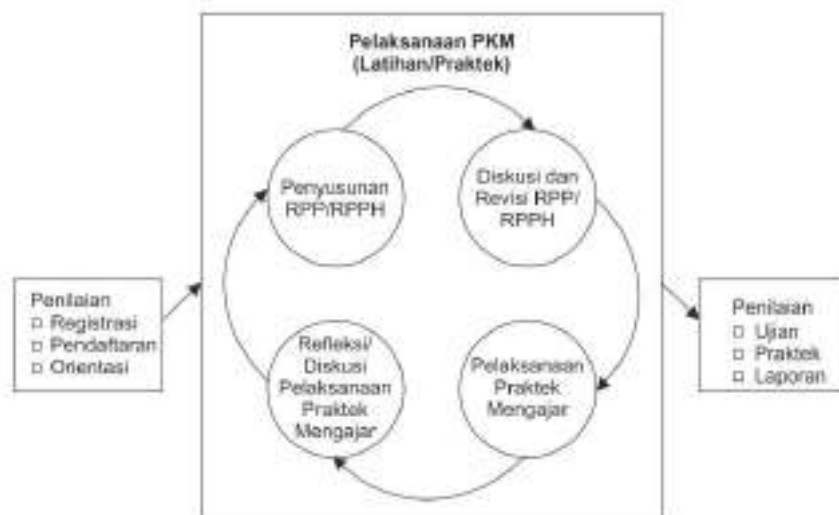 Pelaksanaan PKM
(Latihan/Praktek)
Penyusunan
RPP/RPPH
Diskusi dan
Revisi RPP/
RPPH
Penilaian
□ Registrasi
□ Pendaftaran
□ Orientasi
Refleksi/
Diskusi
Pelaksanaan
Praktek
Mengajar
Pelaksanaan
Praktek
Mengajar
Penilaian
□ Ujian
□ Praktek
□ Laporan